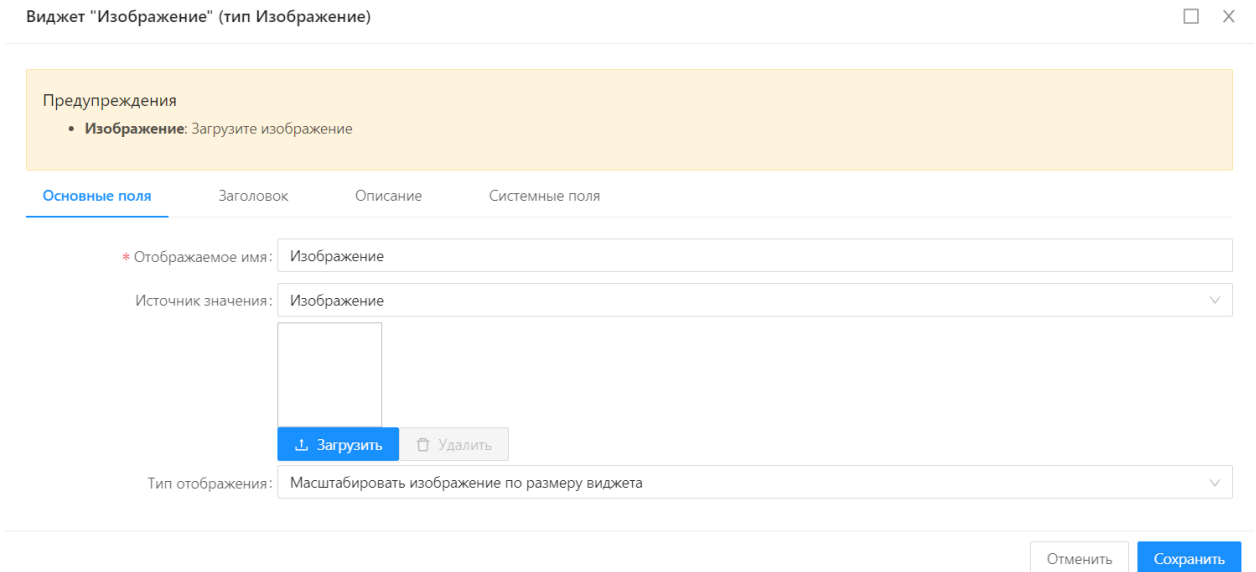 Виджет "Изображение" (тип Изображение)
Предупреждения
• Изображение: Загрузите изображение
Основные поля Заголовок Описание Системные поля
* Отображаемое имя: Изображение
Источник значения: Изображение
Загрузить Удалить
Тип отображения: Масштабировать изображение по размеру виджета
Отменить Сохранить